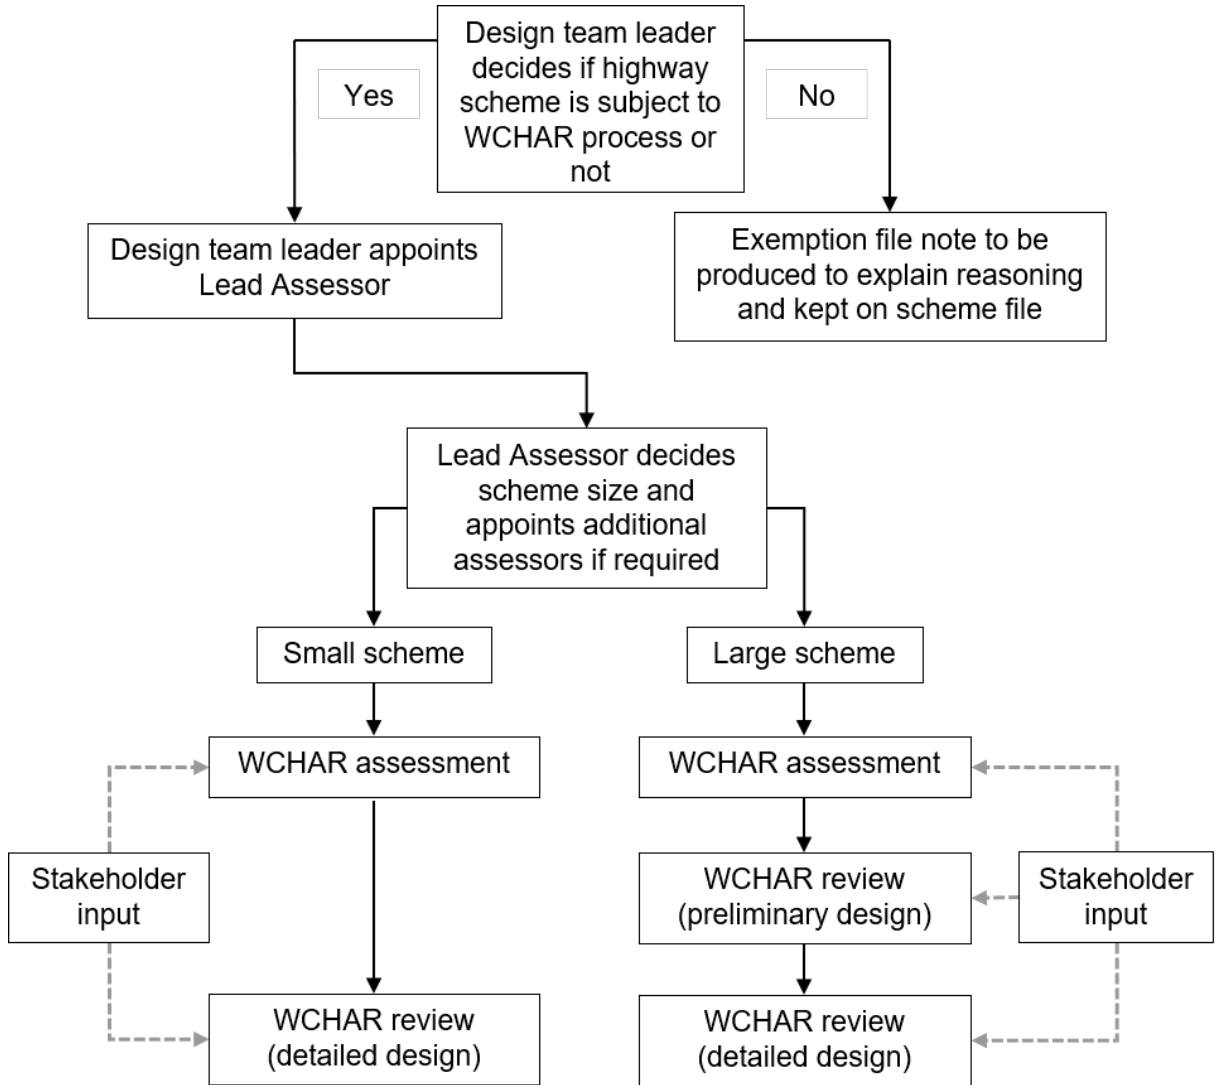 Design team leader
decides if highway
scheme is subject to
WCHAR process or
not
Yes
No
Design team leader appoints
Lead Assessor
Exemption file note to be
produced to explain reasoning
and kept on scheme file
Lead Assessor decides
scheme size and
appoints additional
assessors if required
Small scheme
Large scheme
WCHAR assessment
WCHAR assessment
Stakeholder
input
WCHAR review
(preliminary design)
Stakeholder
input
WCHAR review
(detailed design)
WCHAR review
(detailed design)